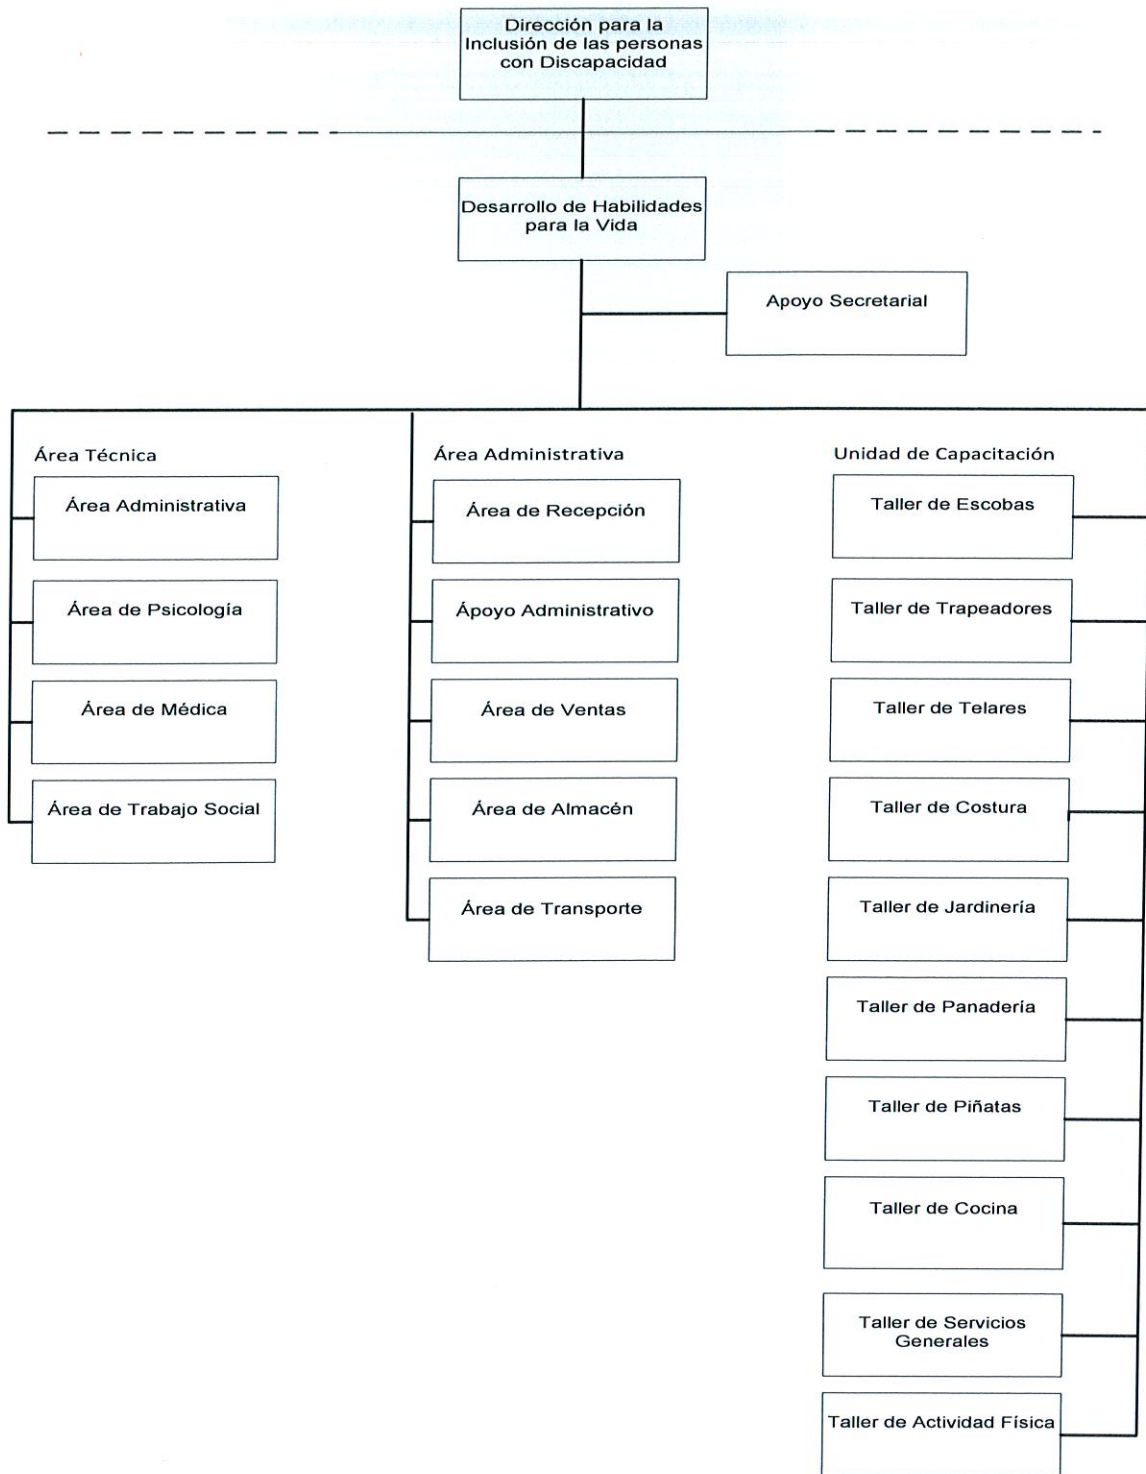 Dirección para la
Inclusión de las personas
con Discapacidad
Desarrollo de Habilidades
para la Vida
Apoyo Secretarial
Área Técnica
Área Administrativa
Área de Psicología
Área de Médica
Área de Trabajo Social
Área Administrativa
Área de Recepción
Ápoyo Administrativo
Área de Ventas
Área de Almacén
Área de Transporte
Unidad de Capacitación
Taller de Escobas
Taller de Trapeadores
Taller de Telares
Taller de Costura
Taller de Jardinería
Taller de Panadería
Taller de Piñatas
Taller de Cocina
Taller de Servicios
Generales
Taller de Actividad Física